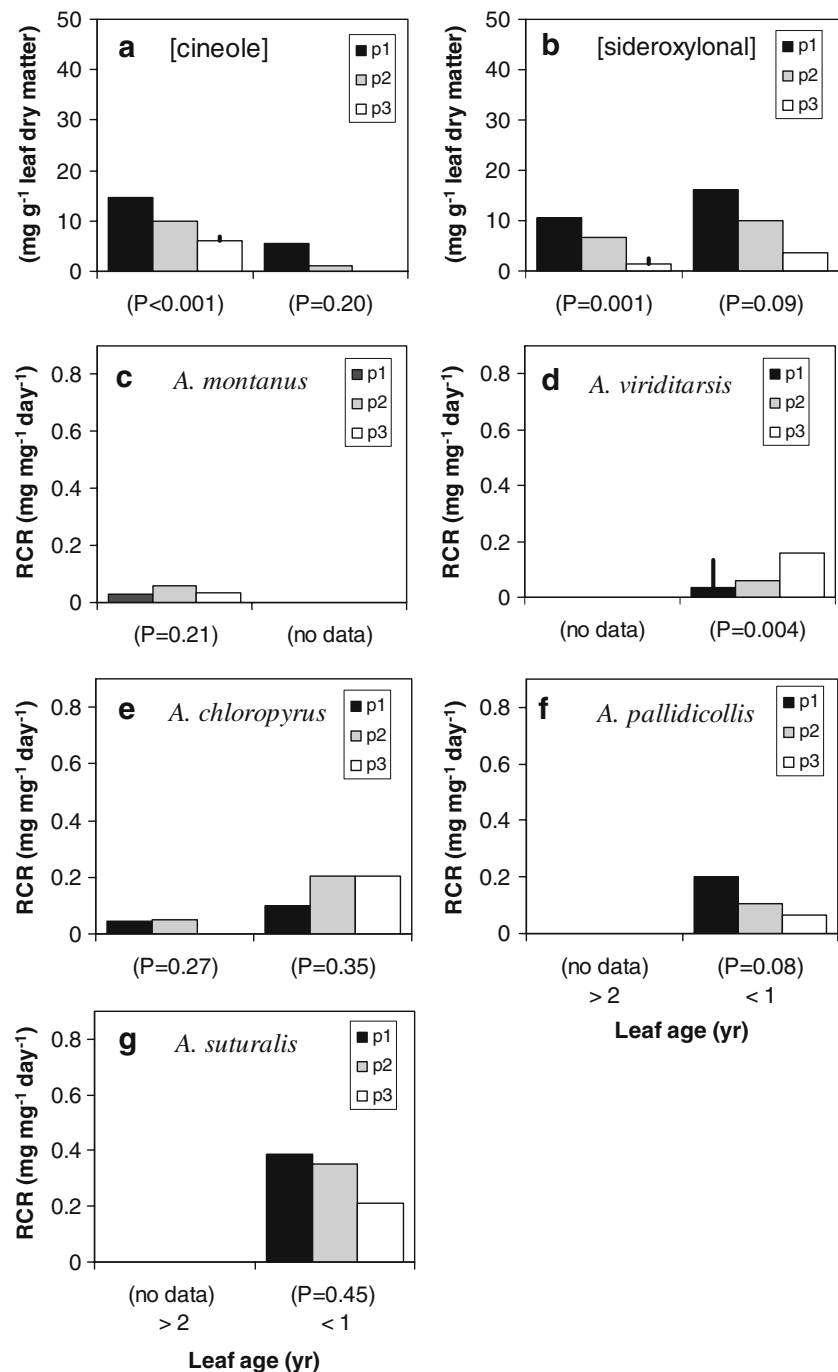 a [cineole]
p1
p2
p3
50
40
30
20
10
0
(mg g⁻¹ leaf dry matter)
(P<0.001) (P=0.20)
b [sideroxylonal]
p1
p2
p3
50
40
30
20
10
0
(mg g⁻¹ leaf dry matter)
(P=0.001) (P=0.09)
c A. montanus
p1
p2
p3
0.8
0.6
0.4
0.2
0
RCR (mg mg⁻¹ day⁻¹)
(P=0.21) (no data)
d A. viriditarsis
p1
p2
p3
0.8
0.6
0.4
0.2
0
RCR (mg mg⁻¹ day⁻¹)
(no data) (P=0.004)
e A. chloropyrus
p1
p2
p3
0.8
0.6
0.4
0.2
0
RCR (mg mg⁻¹ day⁻¹)
(P=0.27) (P=0.35)
f A. pallidicollis
p1
p2
p3
0.8
0.6
0.4
0.2
0
RCR (mg mg⁻¹ day⁻¹)
(no data) (P=0.08)
> 2 < 1
Leaf age (yr)
g A. suturalis
p1
p2
p3
0.8
0.6
0.4
0.2
0
RCR (mg mg⁻¹ day⁻¹)
(no data) (P=0.45)
> 2 < 1
Leaf age (yr)